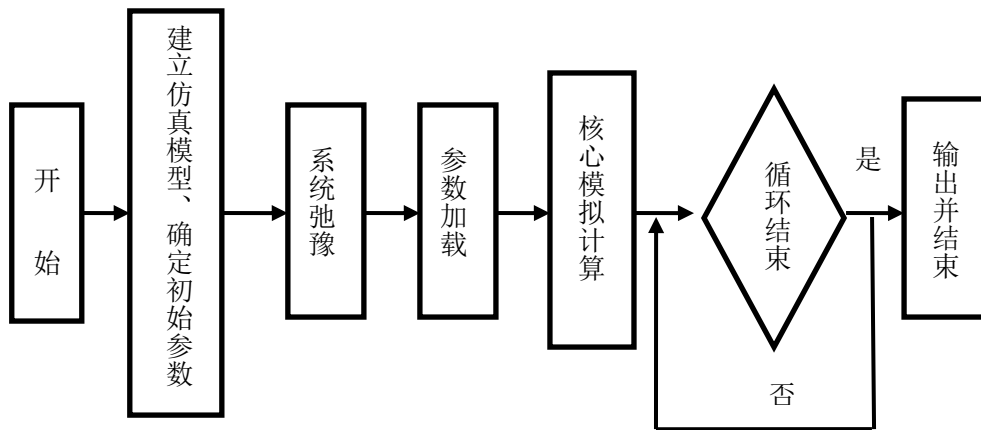 开始
建立仿真模型、确定初始参数
系统弛豫
参数加载
核心模拟计算
循环结束
是
否
输出并结束